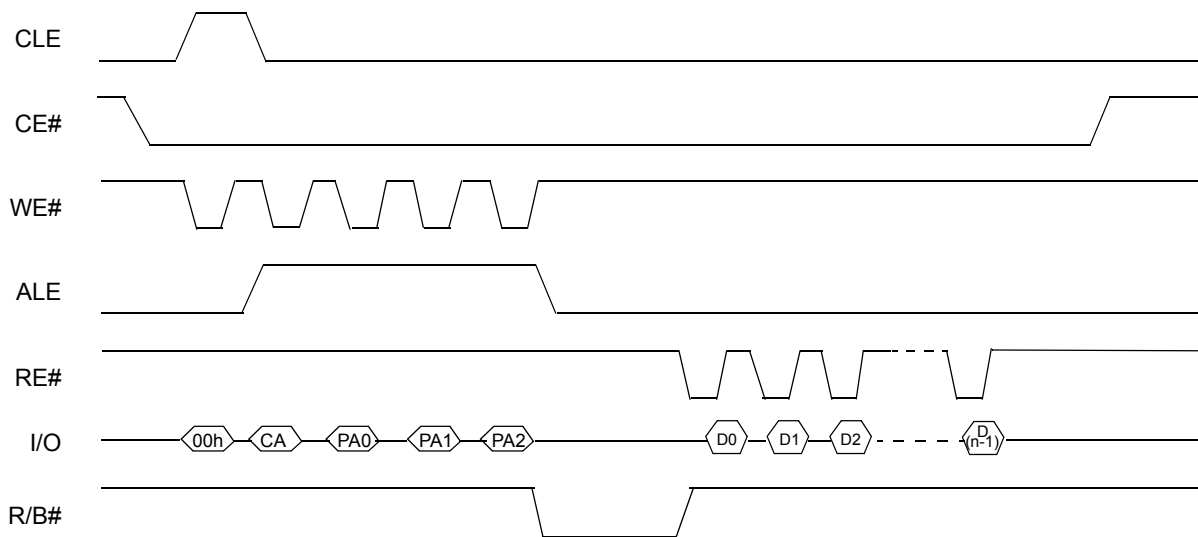 CLE
CE#
WE#
ALE
RE#
I/O
00h CA PA0 PA1 PA2 D0 D1 D2 D
(n-1)
R/B#